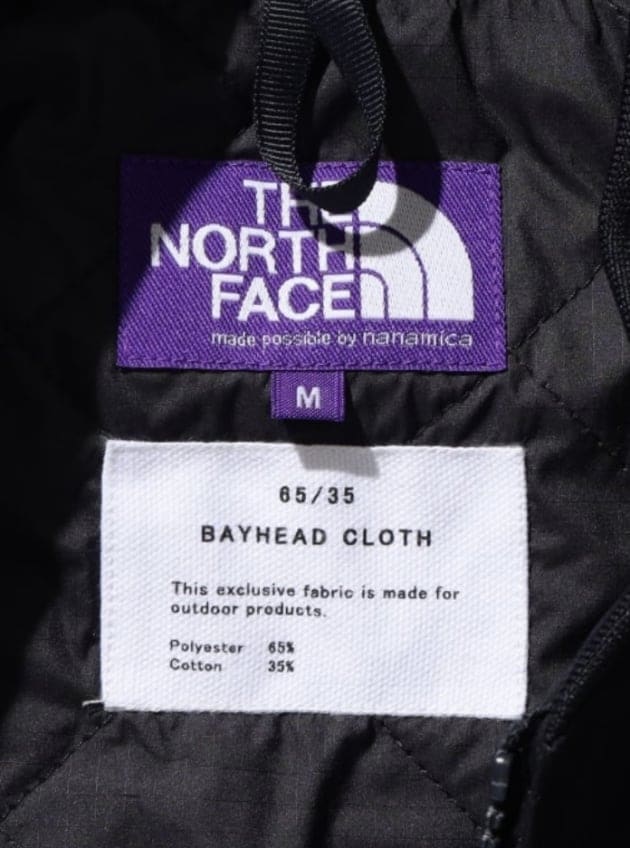 THE
NORTH
FACE
made possible by nanamica
M
65/35
BAYHEAD CLOTH
This exclusive fabric is made for
outdoor products.
Polyester 65%
Cotton 35%